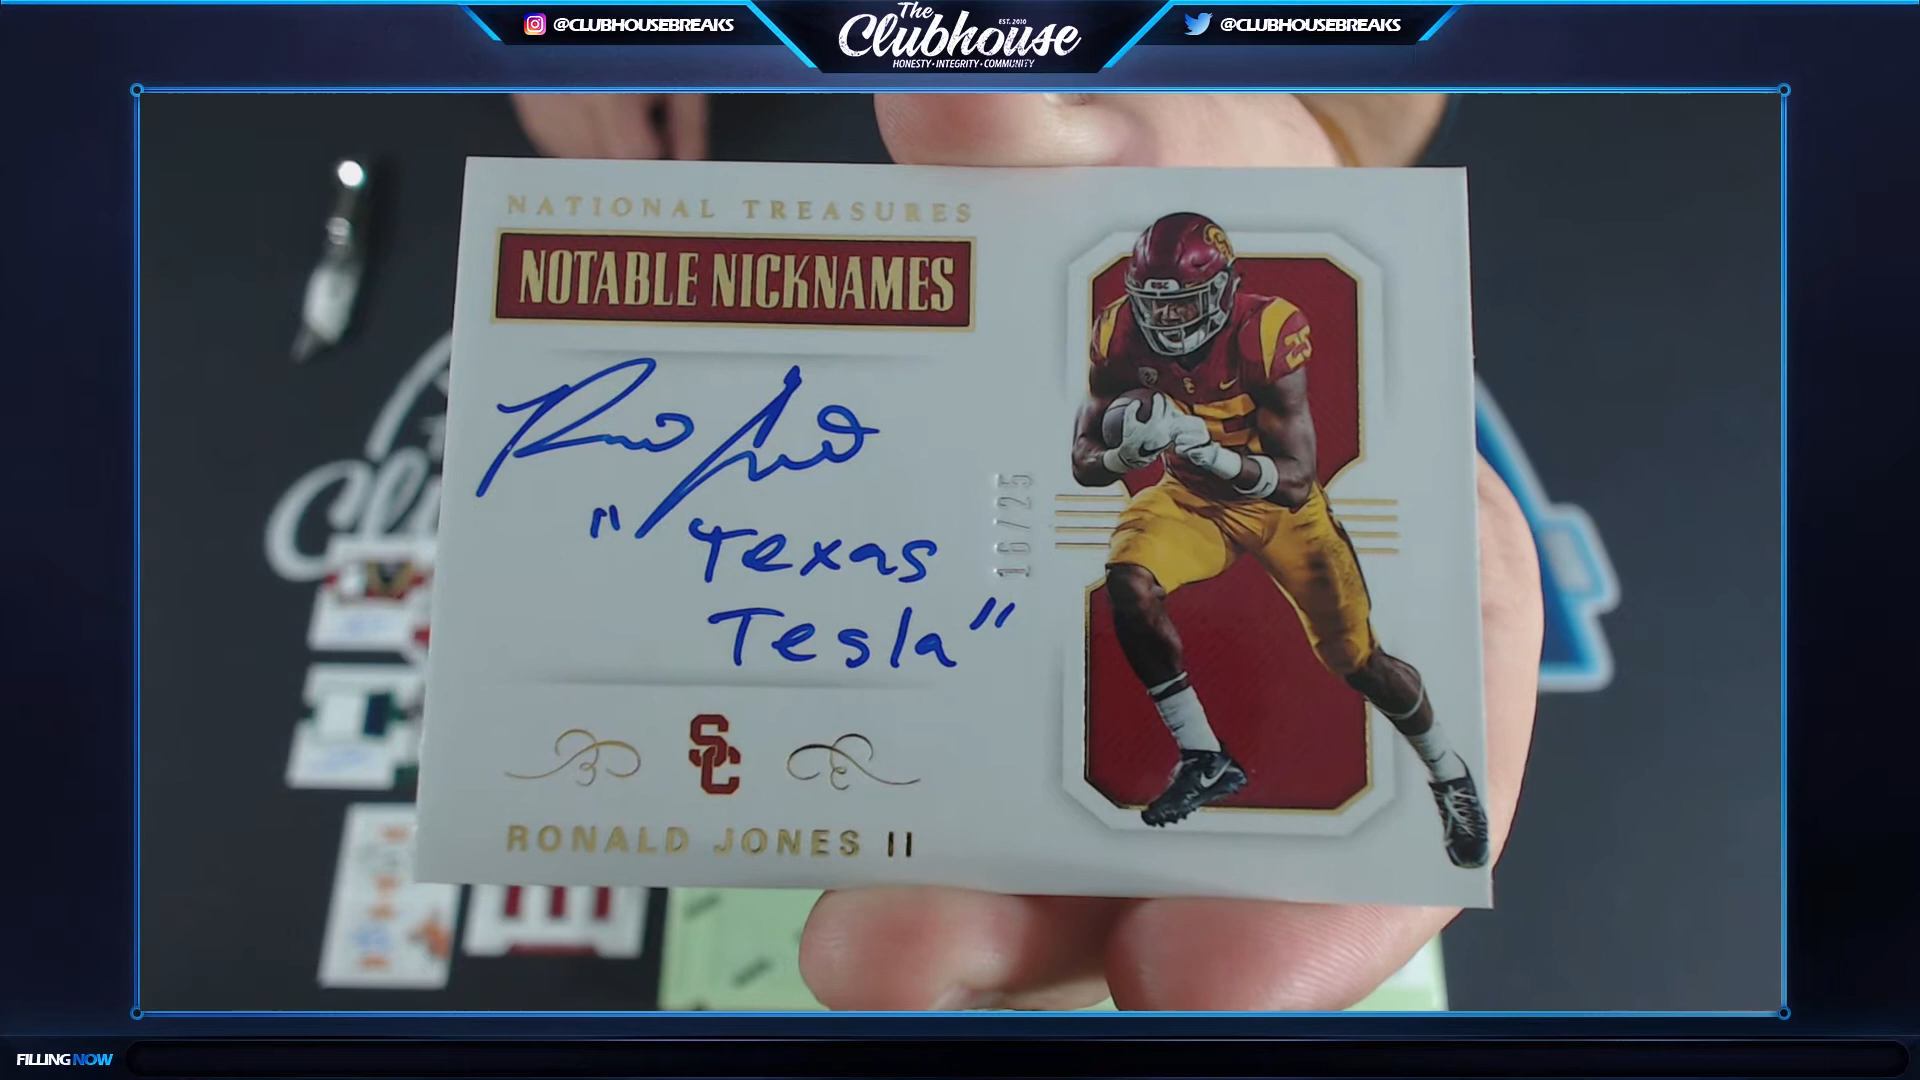 @CLUBHOUSEBREAKS
The
EST. 2010
Clubhouse
HONESTY • INTEGRITY • COMMUNITY
@CLUBHOUSEBREAKS
NATIONAL TREASURES
NOTABLE NICKNAMES
"Texas
Tesla"
16/25
25
SC
RONALD JONES II
FILLING NOW